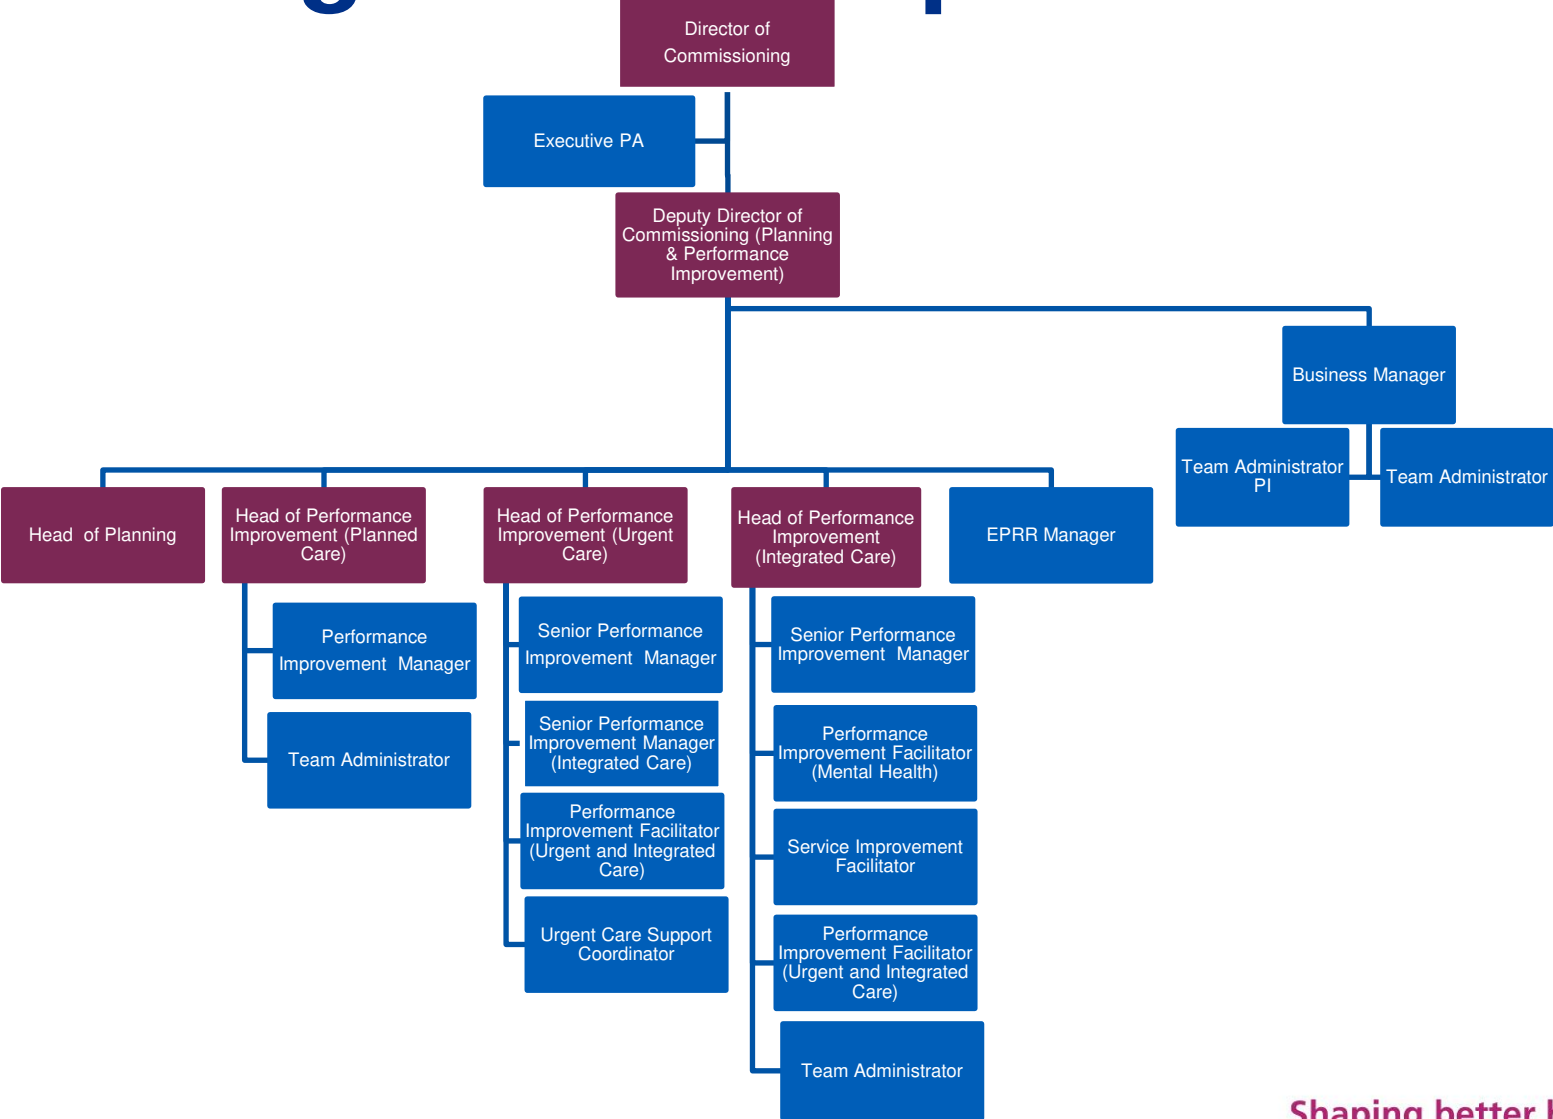 Director of
Commissioning
Executive PA
Deputy Director of
Commissioning (Planning
& Performance
Improvement)
Business Manager
Team Administrator
PI
Team Administrator
Head of Planning
Head of Performance
Improvement (Planned
Care)
Head of Performance
Improvement (Urgent
Care)
Head of Performance
Improvement
(Integrated Care)
EPRR Manager
Performance
Improvement Manager
Team Administrator
Senior Performance
Improvement Manager
Senior Performance
Improvement Manager
(Integrated Care)
Performance
Improvement Facilitator
(Urgent and Integrated
Care)
Urgent Care Support
Coordinator
Senior Performance
Improvement Manager
Performance
Improvement Facilitator
(Mental Health)
Service Improvement
Facilitator
Performance
Improvement Facilitator
(Urgent and Integrated
Care)
Team Administrator
Shaping better